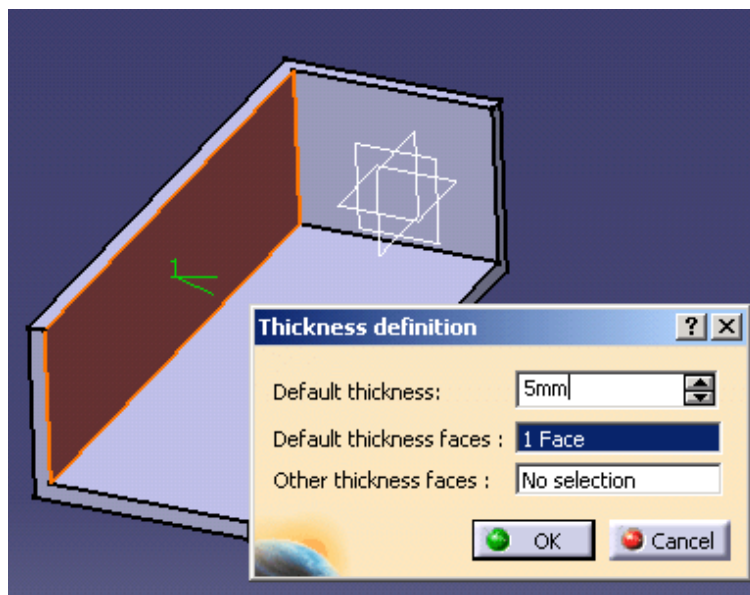 1
Thickness definition
Default thickness: 5mm
Default thickness faces : 1 Face
Other thickness faces : No selection
OK Cancel